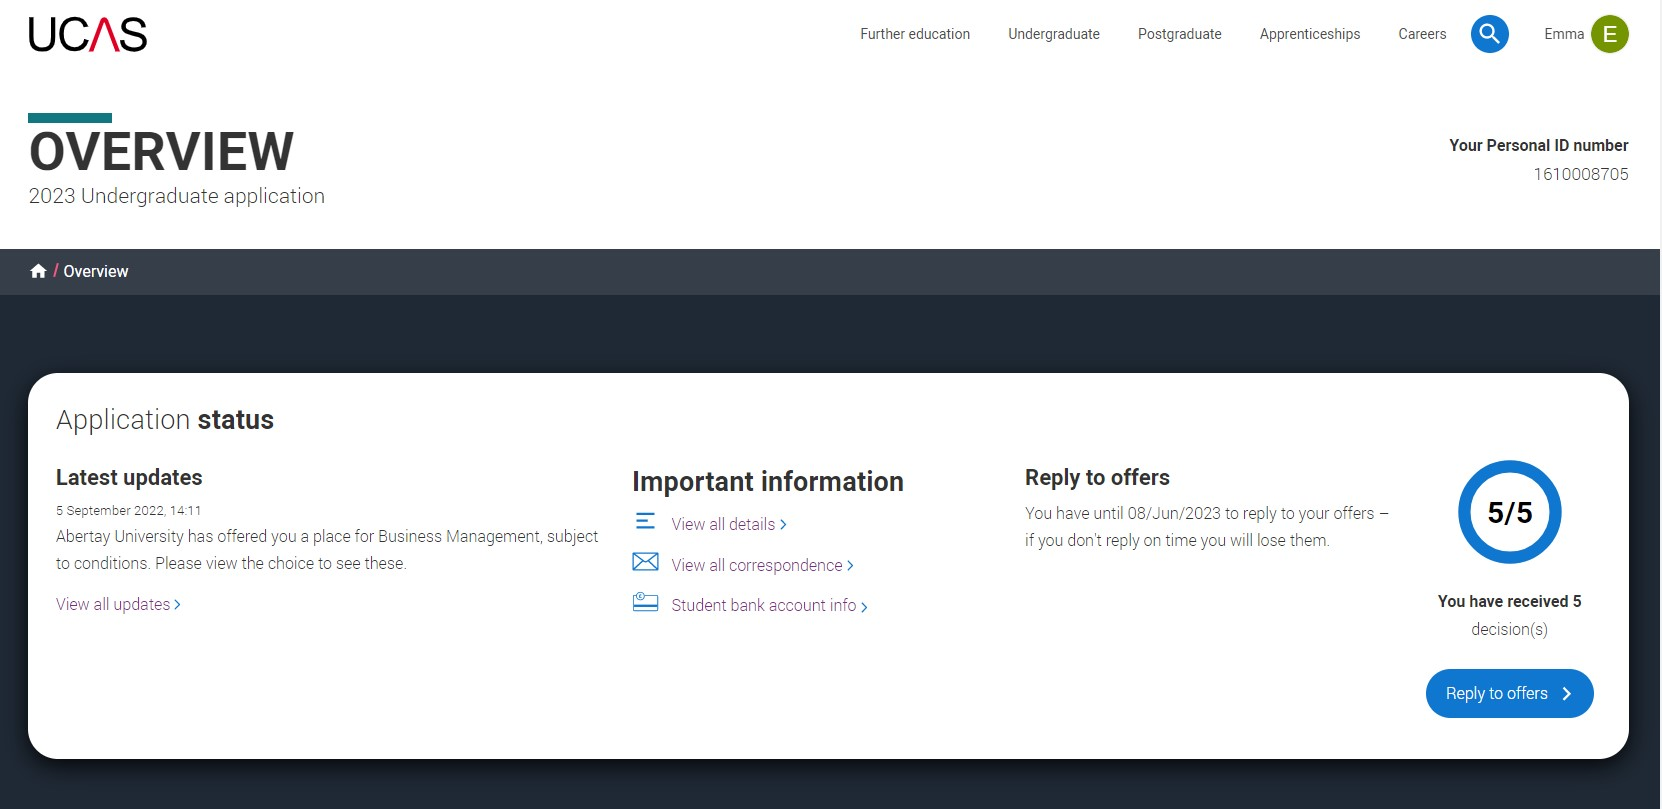 UCAS
Further education
Undergraduate
Postgraduate
Apprenticeships
Careers
Emma
E
OVERVIEW
2023 Undergraduate application
Your Personal ID number
1610008705
/ Overview
Application status
Latest updates
5 September 2022, 14:11
Abertay University has offered you a place for Business Management, subject
to conditions. Please view the choice to see these.
View all updates
Important information
View all details
View all correspondence
Student bank account info
Reply to offers
You have until 08/Jun/2023 to reply to your offers –
if you don't reply on time you will lose them.
5/5
You have received 5
decision(s)
Reply to offers